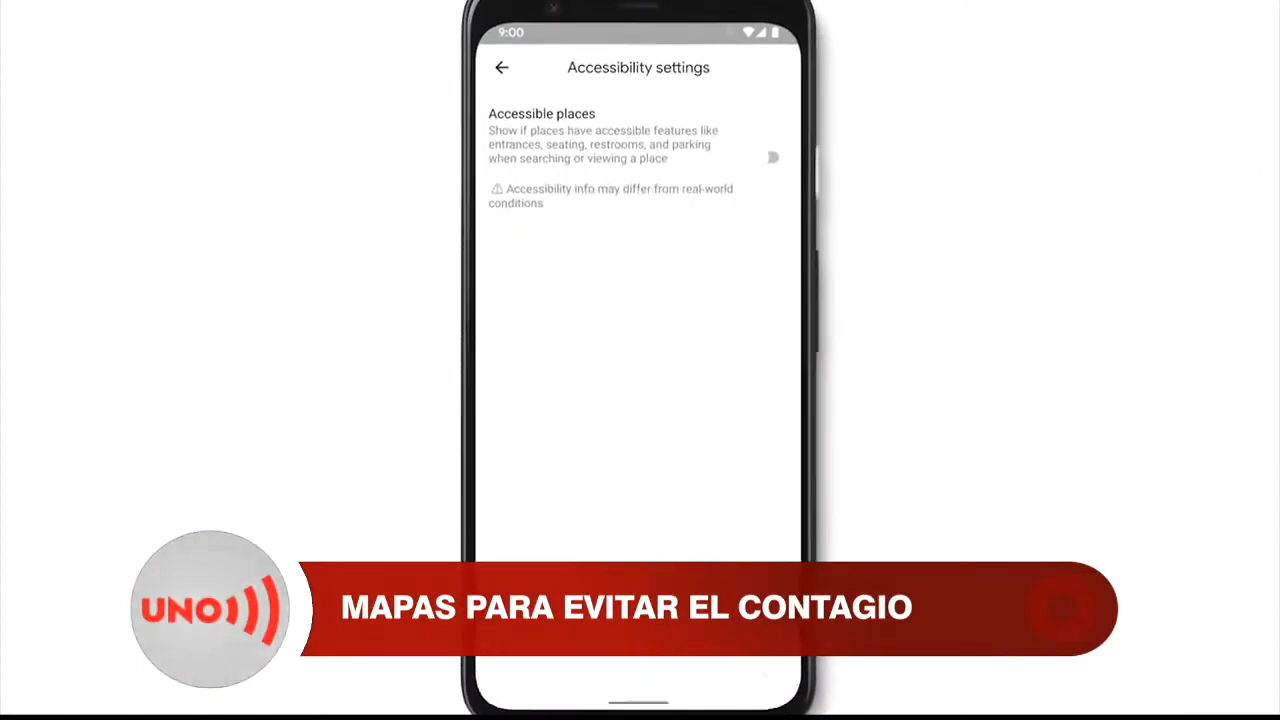 9:00
Accessibility settings
Accessible places
Show if places have accessible features like
entrances, seating, restrooms, and parking
when searching or viewing a place
⚠ Accessibility info may differ from real-world
conditions
UNO
MAPAS PARA EVITAR EL CONTAGIO